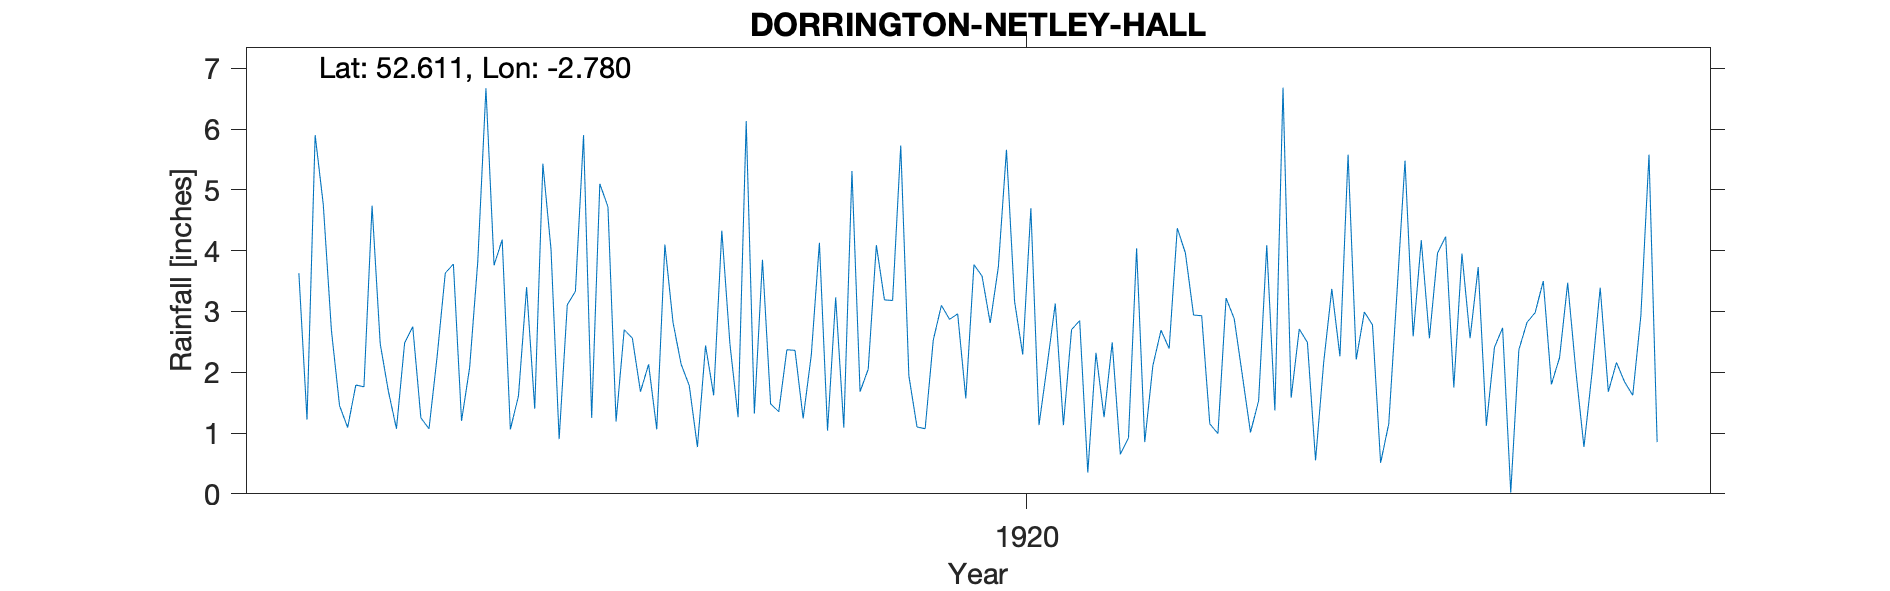 DORRINGTON-NETLEY-HALL
Lat: 52.611, Lon: -2.780
7
6
5
4
3
2
1
0
Rainfall [inches]
1920
Year